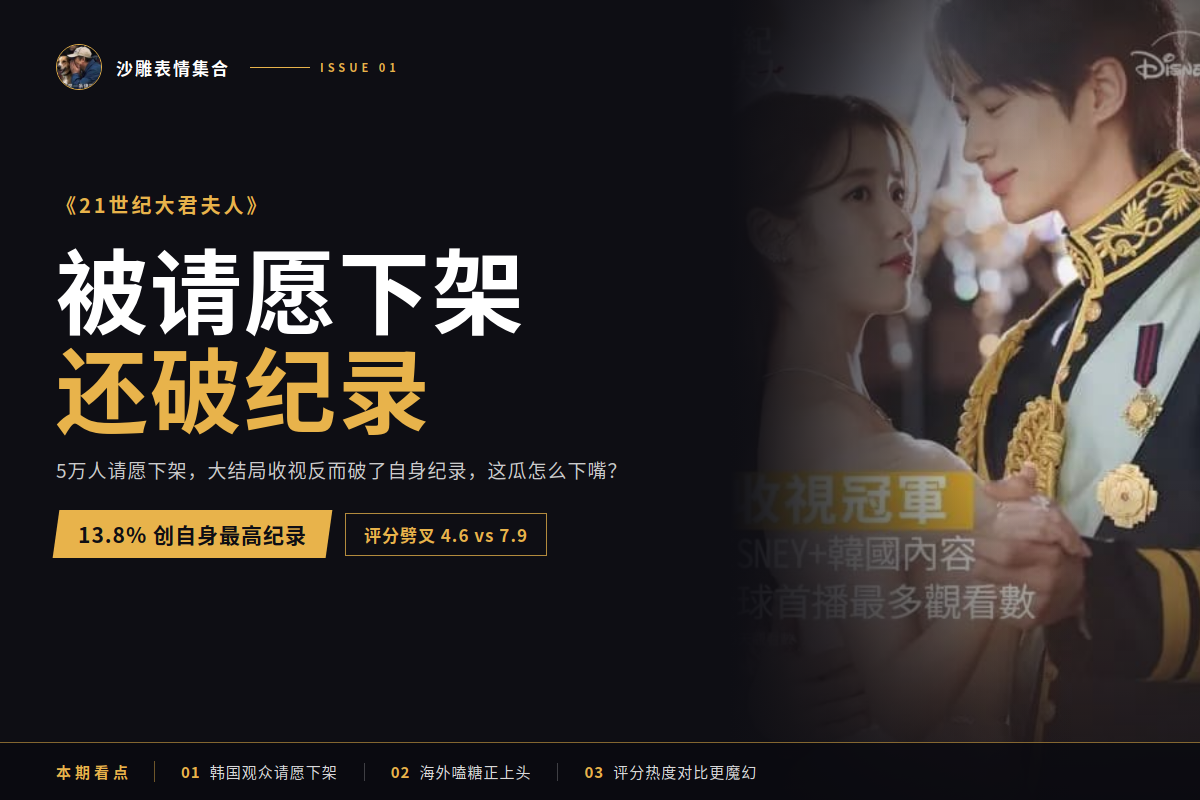 沙雕表情集合
ISSUE 01
《21世纪大君夫人》
被请愿下架
还破纪录
5万人请愿下架，大结局收视反而破了自身纪录，这瓜怎么下嘴？
13.8% 创自身最高纪录
评分劈叉 4.6 vs 7.9
收視冠軍
SNEY+韓國內容
球首播最多觀看數
本期看点
01 韩国观众请愿下架
02 海外嗑糖正上头
03 评分热度对比更魔幻